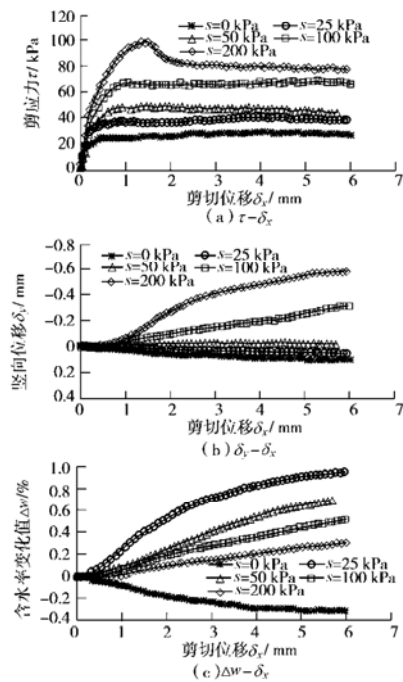 120
s=0 kPa s=25 kPa
100
s=50 kPa s=100 kPa
s=200 kPa
80
60
40
20
0
剪应力τ/ kPa
0 1 2 3 4 5 6
剪切位移δx/ mm
(a) τ-δx
-0.8
s=0 kPa s=25 kPa
-0.6
s=50 kPa s=100 kPa
s=200 kPa
-0.4
-0.2
0
0.2
0.4
竖向位移δy/ mm
0 1 2 3 4 5 6
剪切位移δx/ mm
(b) δy-δx
1.0
0.8
0.6
0.4
0.2
0
-0.2
-0.4
含水率变化值Δw/%
s=0 kPa s=25 kPa
s=50 kPa s=100 kPa
s=200 kPa
0 1 2 3 4 5 6
剪切位移δx/ mm
(c) Δw-δx